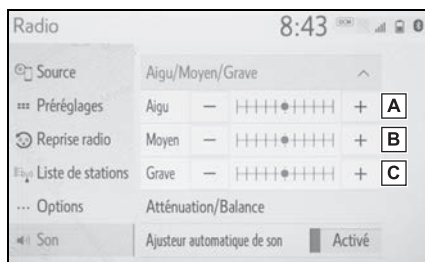 Radio 8:43
Source
Préréglages
Reprise radio
Liste de stations
Options
Son
Aigu/Moyen/Grave
Aigu − + A
Moyen − + B
Grave − + C
Atténuation/Balance
Ajusteur automatique de son Activé